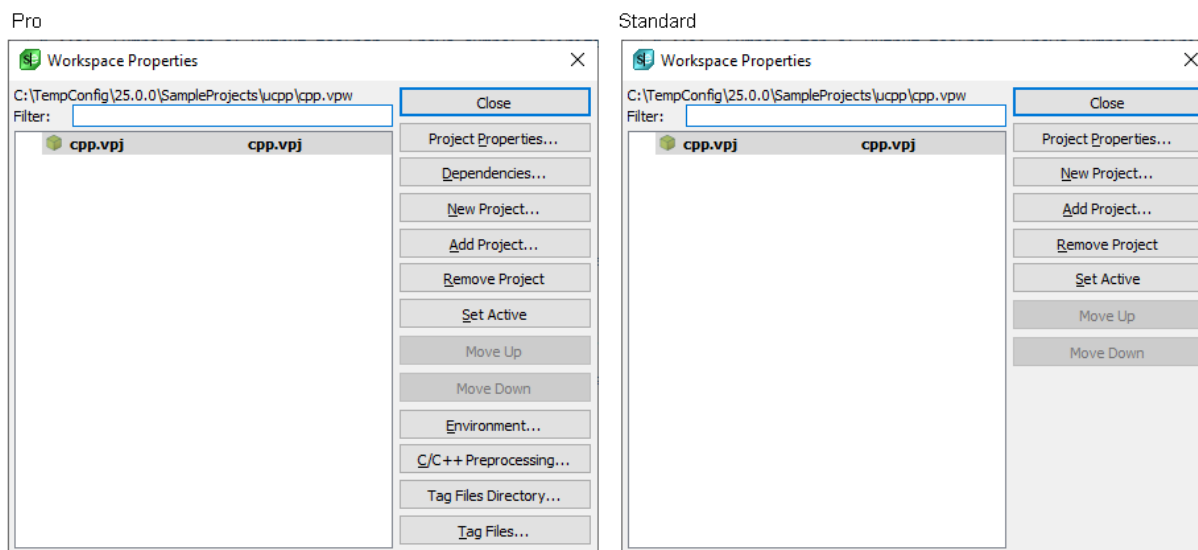 Pro
Workspace Properties
C:\TempConfig\25.0.0\SampleProjects\ucpp\cpp.vpw
Filter:
cpp.vpj cpp.vpj
Close
Project Properties...
Dependencies...
New Project...
Add Project...
Remove Project
Set Active
Move Up
Move Down
Environment...
C/C++ Preprocessing...
Tag Files Directory...
Tag Files...
Standard
Workspace Properties
C:\TempConfig\25.0.0\SampleProjects\ucpp\cpp.vpw
Filter:
cpp.vpj cpp.vpj
Close
Project Properties...
New Project...
Add Project...
Remove Project
Set Active
Move Up
Move Down